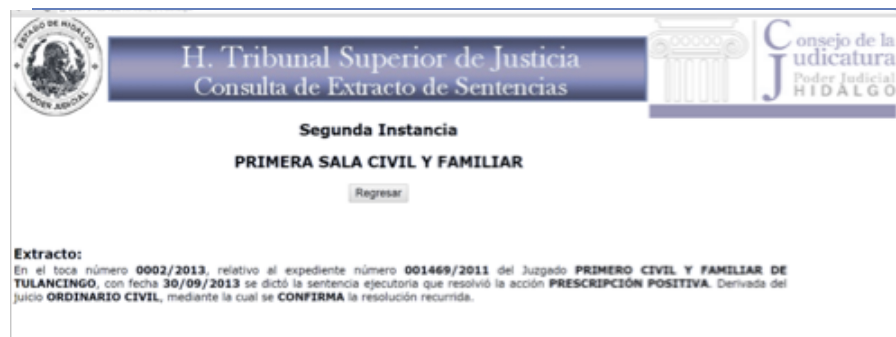 ESTADO DE HIDALGO
PODER JUDICIAL
H. Tribunal Superior de Justicia
Consulta de Extracto de Sentencias
Consejo de la
Judicatura
Poder Judicial
HIDALGO
Segunda Instancia
PRIMERA SALA CIVIL Y FAMILIAR
Regresar
Extracto:
En el toca número 0002/2013, relativo al expediente número 001469/2011 del Juzgado PRIMERO CIVIL Y FAMILIAR DE
TULANCINGO, con fecha 30/09/2013 se dictó la sentencia ejecutoria que resolvió la acción PRESCRIPCIÓN POSITIVA. Derivada del
juicio ORDINARIO CIVIL, mediante la cual se CONFIRMA la resolución recurrida.